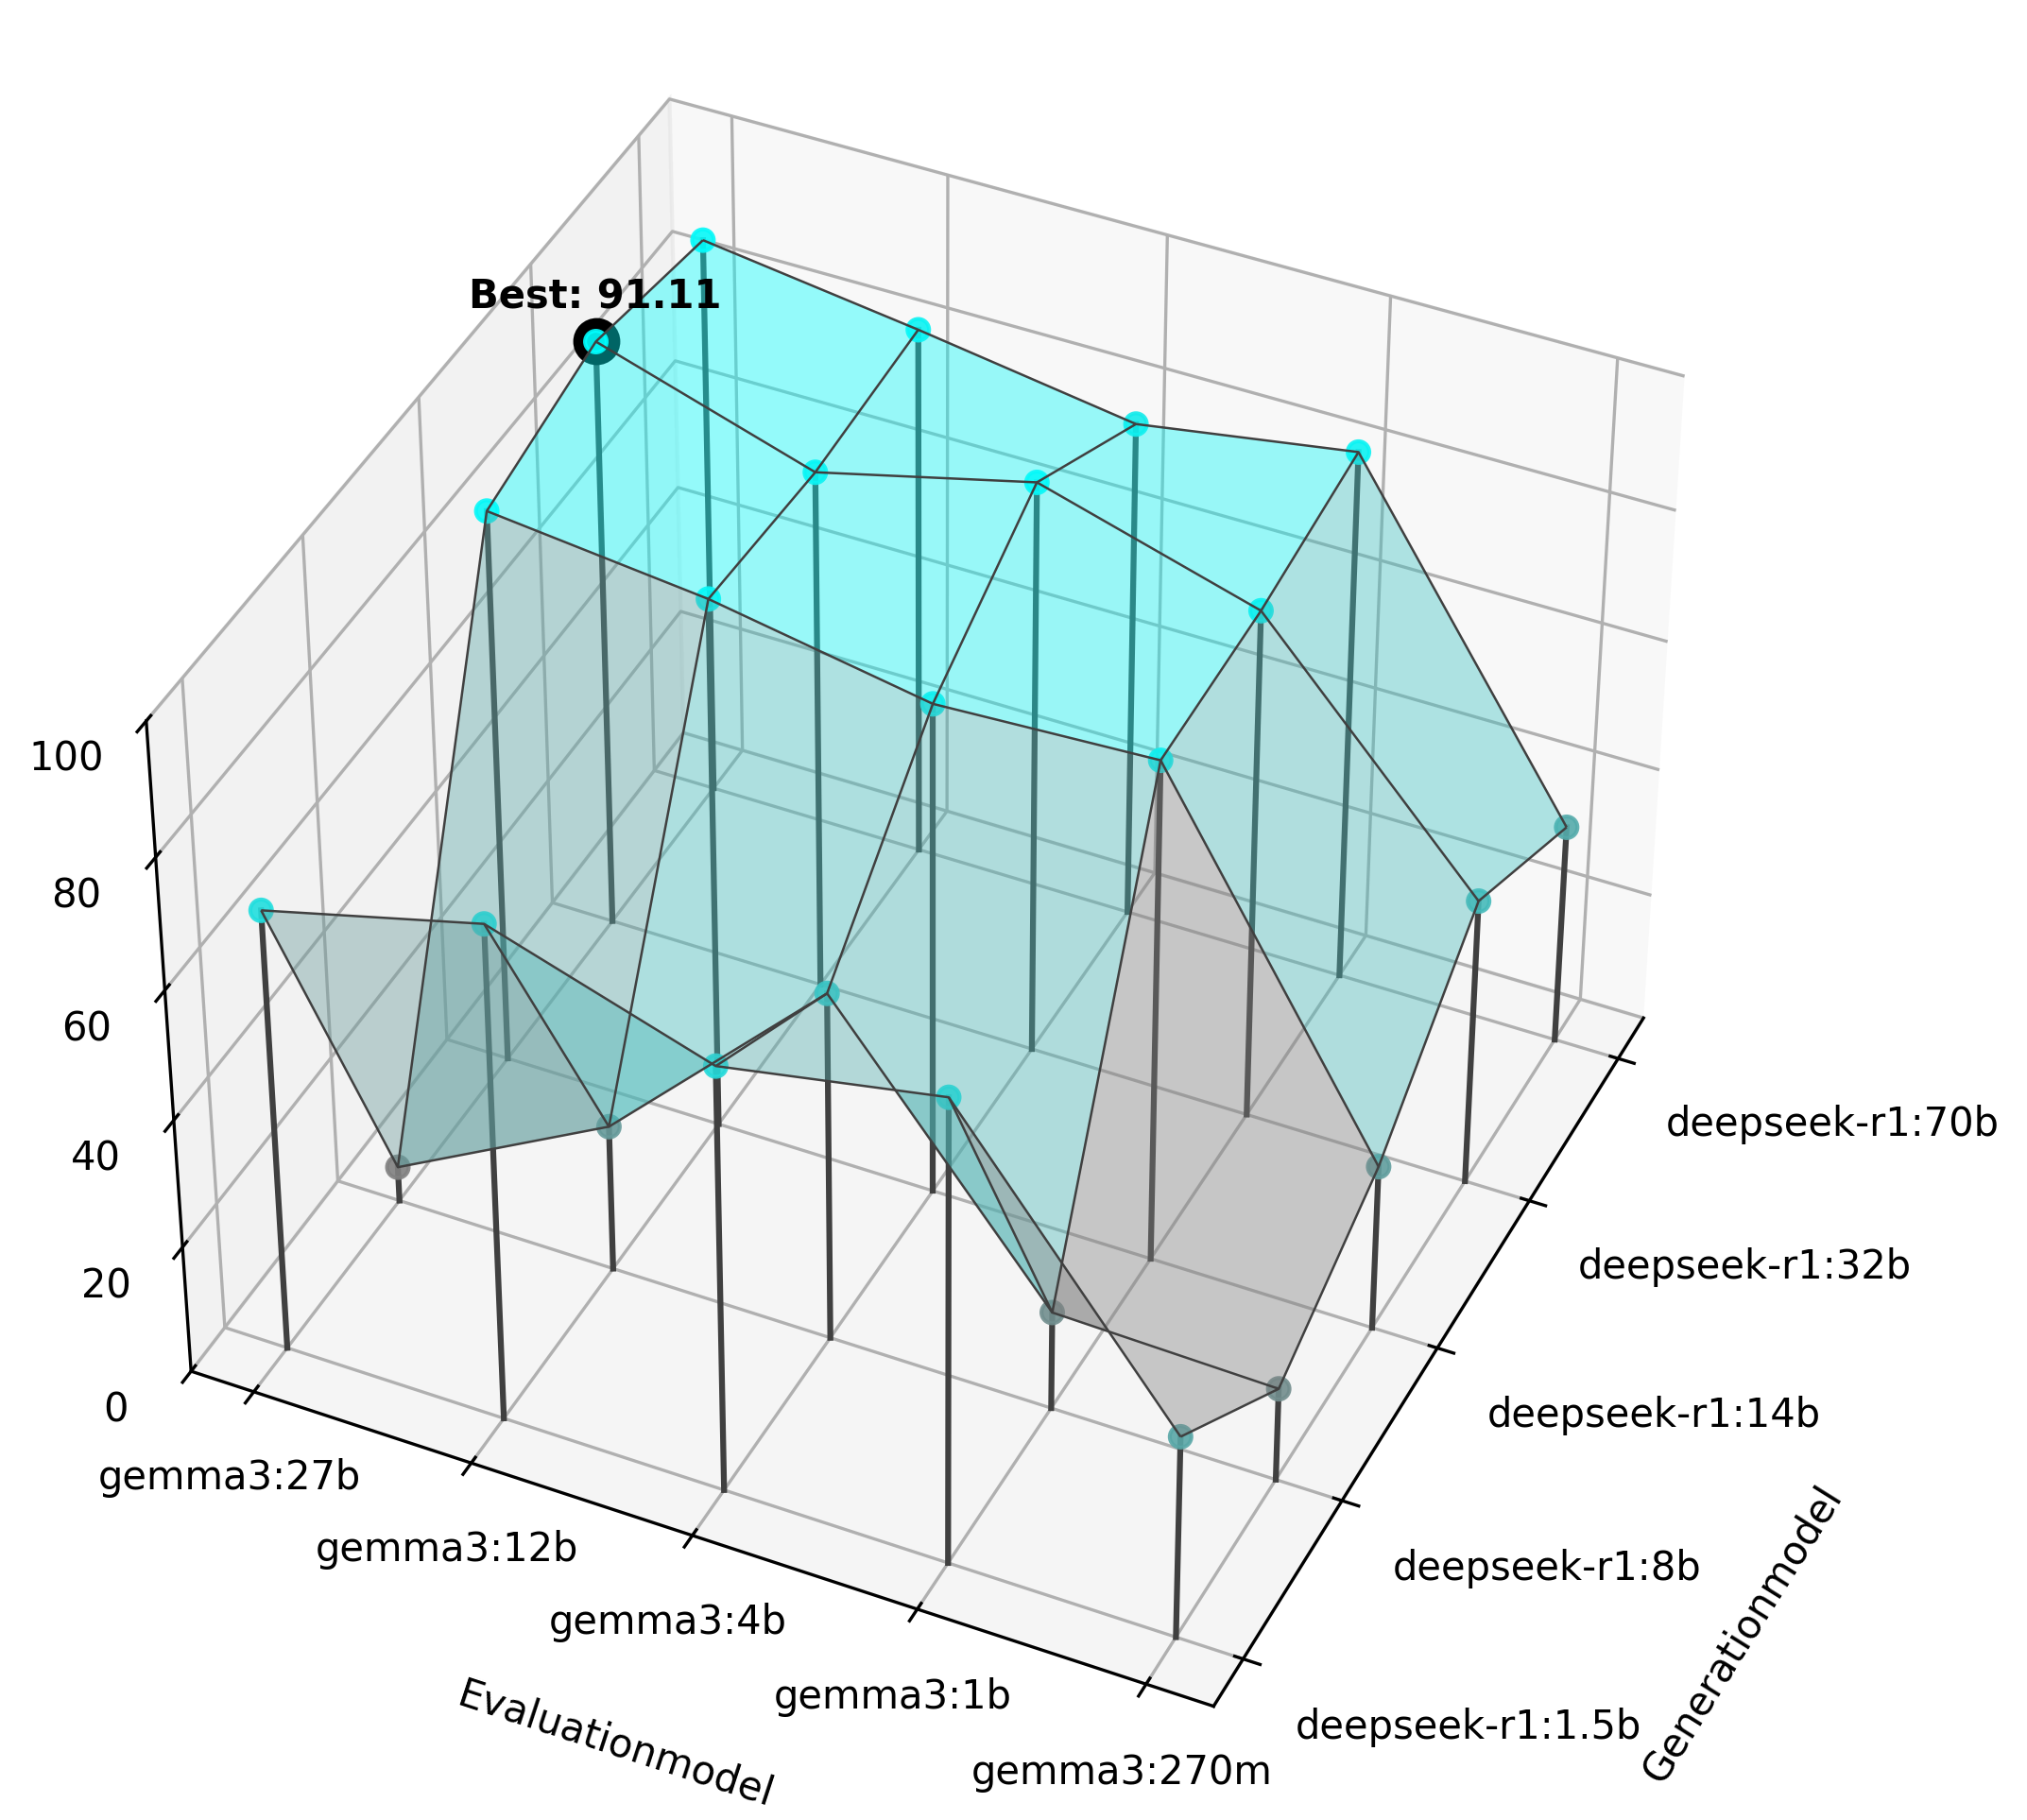 Best: 91.11
100
80
60
40
20
0
gemma3:27b
gemma3:12b
gemma3:4b
gemma3:1b
gemma3:270m
Evaluationmodel
deepseek-r1:70b
deepseek-r1:32b
deepseek-r1:14b
deepseek-r1:8b
deepseek-r1:1.5b
Generationmodel